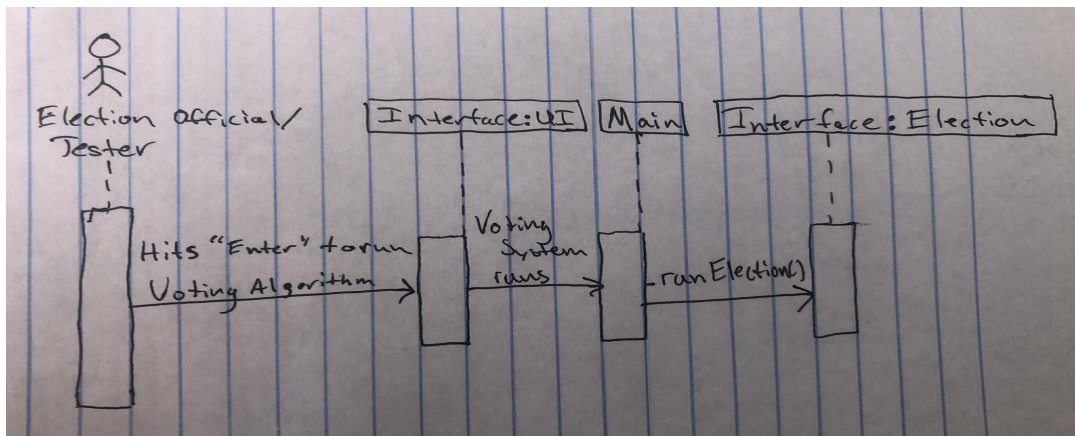 Election Official/
Tester
Interface:UI
Main
Interface: Election
Hits "Enter" to run
Voting Algorithm
Voting
System
runs
runElection()